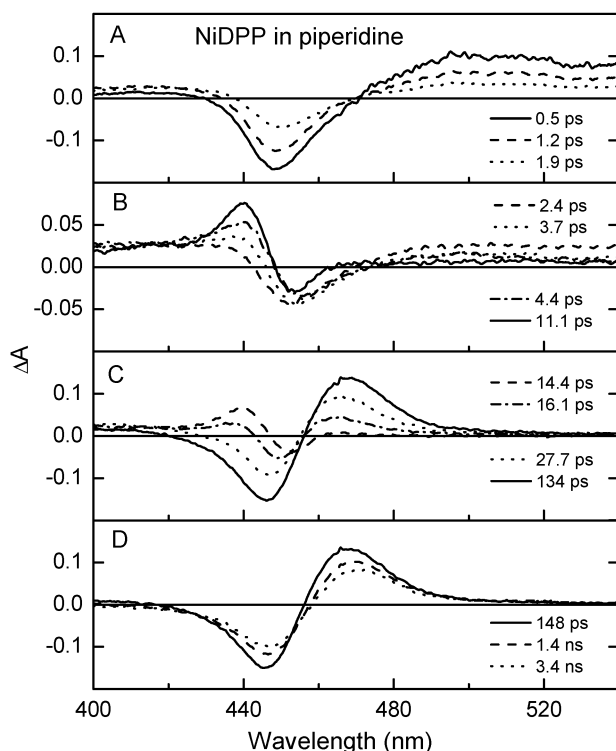 A NiDPP in piperidine
0.1
0.0
-0.1
0.5 ps
1.2 ps
1.9 ps
B
0.05
0.00
-0.05
2.4 ps
3.7 ps
4.4 ps
11.1 ps
ΔA
C
0.1
0.0
-0.1
14.4 ps
16.1 ps
27.7 ps
134 ps
D
0.1
0.0
-0.1
148 ps
1.4 ns
3.4 ns
400 440 480 520
Wavelength (nm)